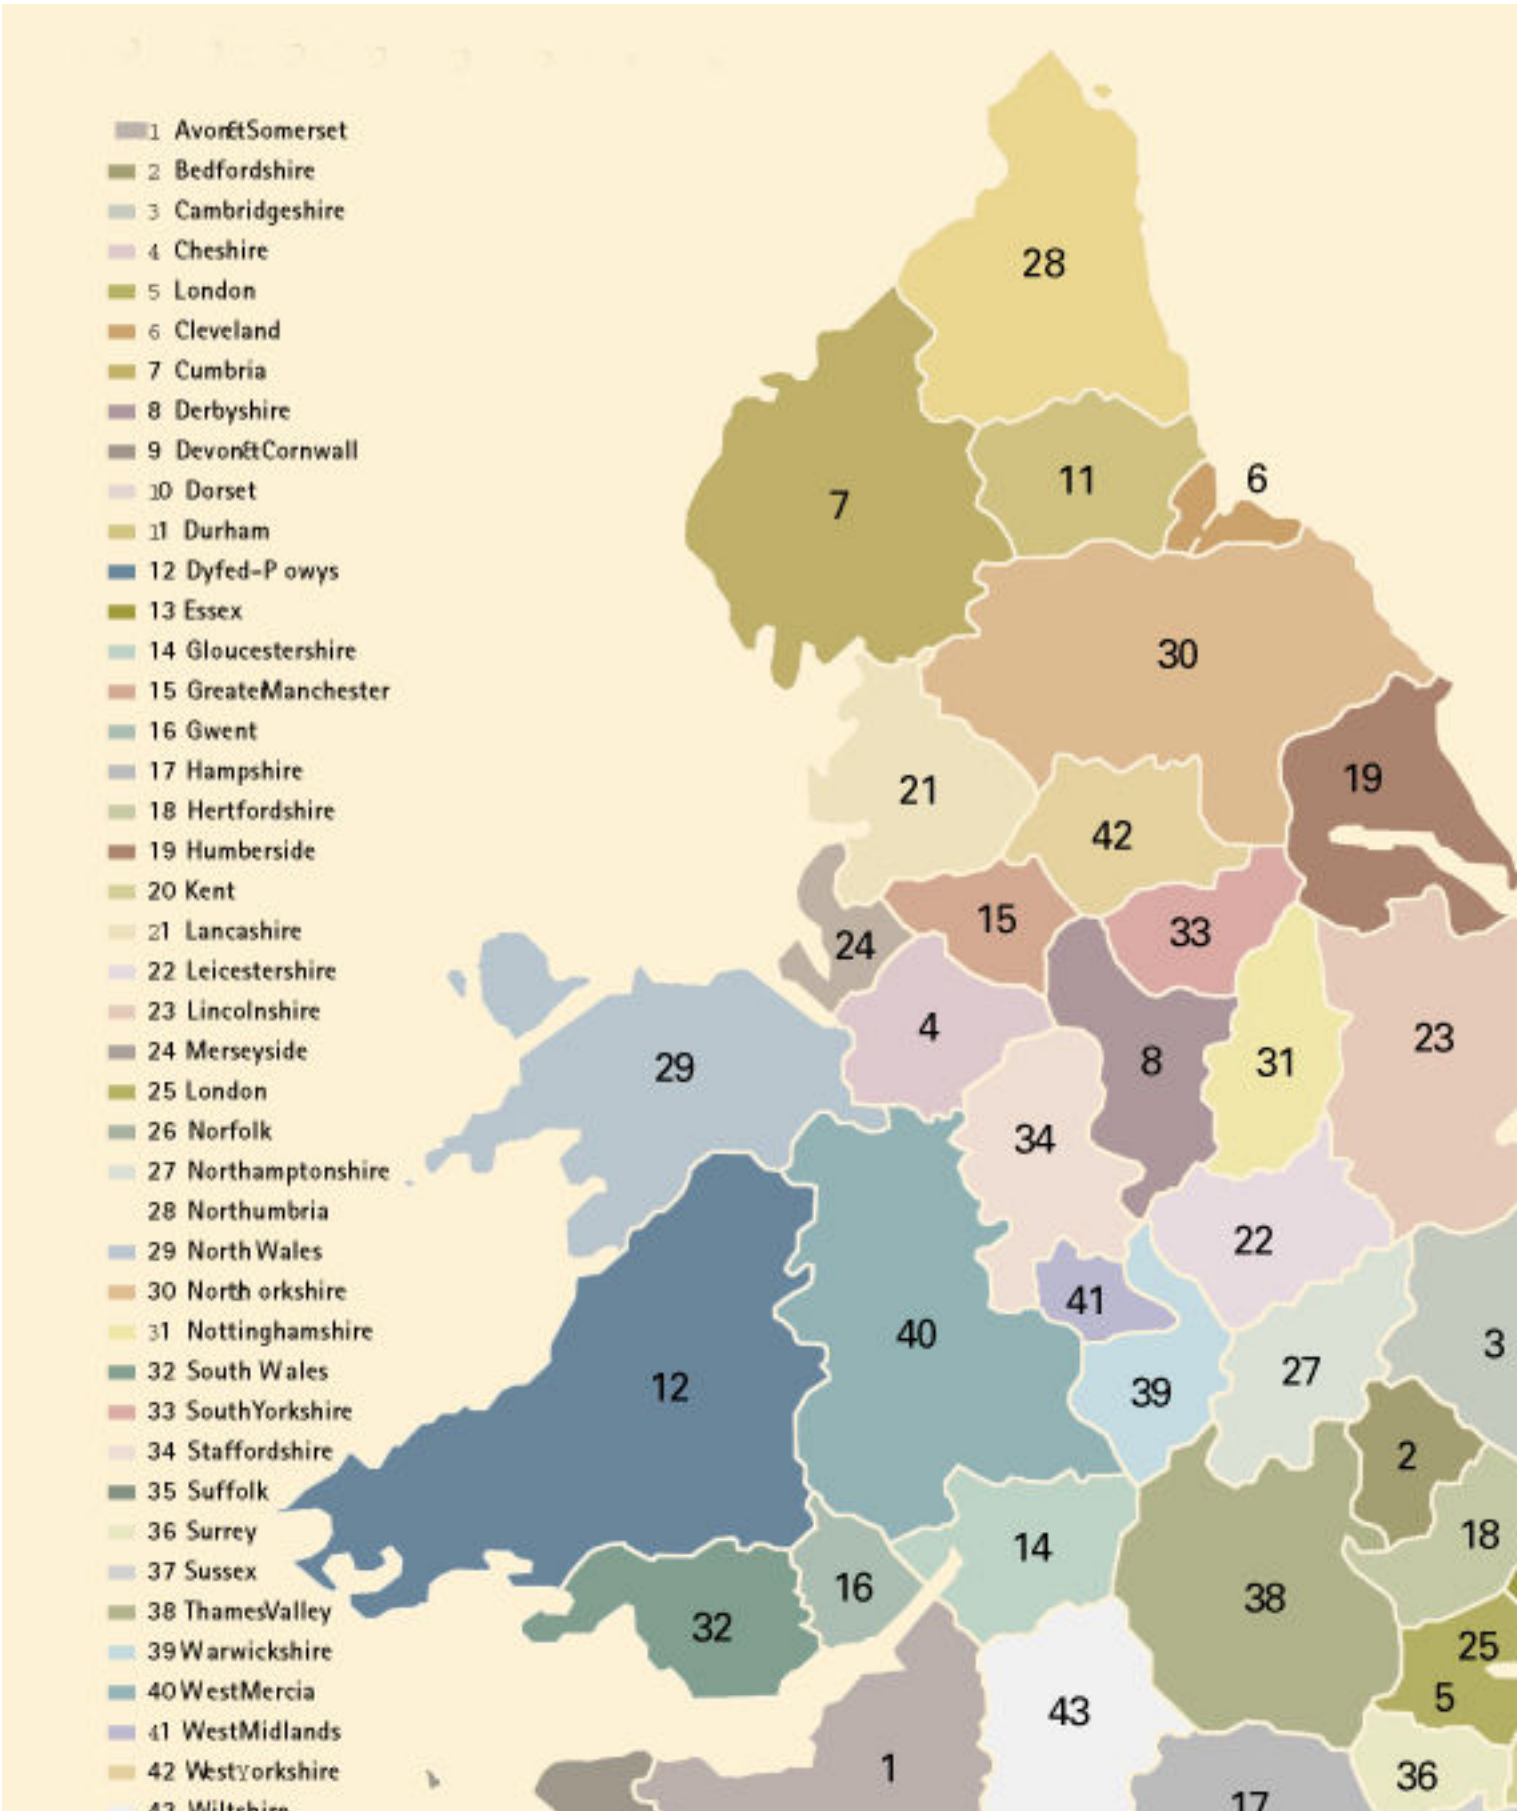 1 Avon&Somerset
2 Bedfordshire
3 Cambridgeshire
4 Cheshire
5 London
6 Cleveland
7 Cumbria
8 Derbyshire
9 Devon&Cornwall
10 Dorset
11 Durham
12 Dyfed-P owys
13 Essex
14 Gloucestershire
15 GreaterManchester
16 Gwent
17 Hampshire
18 Hertfordshire
19 Humberside
20 Kent
21 Lancashire
22 Leicestershire
23 Lincolnshire
24 Merseyside
25 London
26 Norfolk
27 Northamptonshire
28 Northumbria
29 North Wales
30 North orkshire
31 Nottinghamshire
32 South Wales
33 SouthYorkshire
34 Staffordshire
35 Suffolk
36 Surrey
37 Sussex
38 ThamesValley
39 Warwickshire
40 WestMercia
41 WestMidlands
42 WestYorkshire
43 Wiltshire
28
7
11
6
30
21
19
42
15
24
33
4
8
31
23
29
34
22
41
40
3
27
12
39
2
14
18
16
38
32
25
5
43
1
36
17